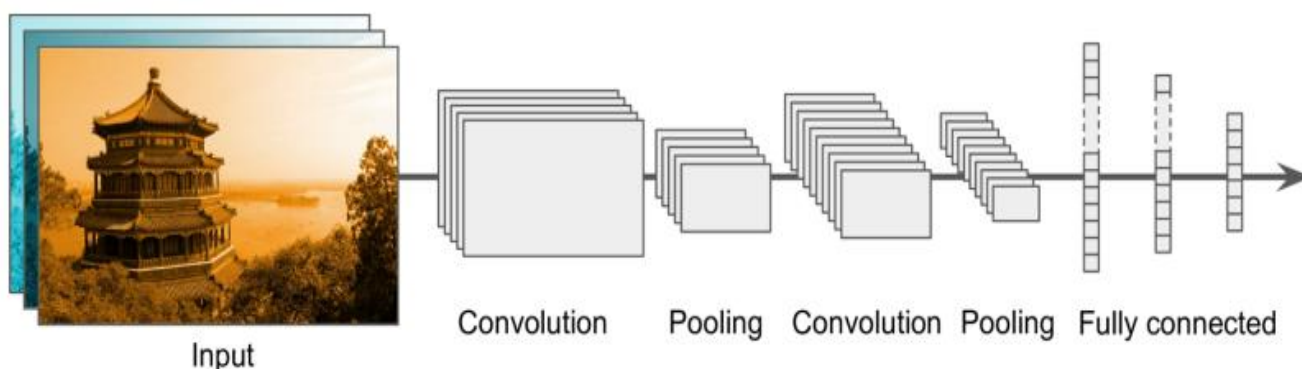 Input
Convolution
Pooling
Convolution
Pooling
Fully connected